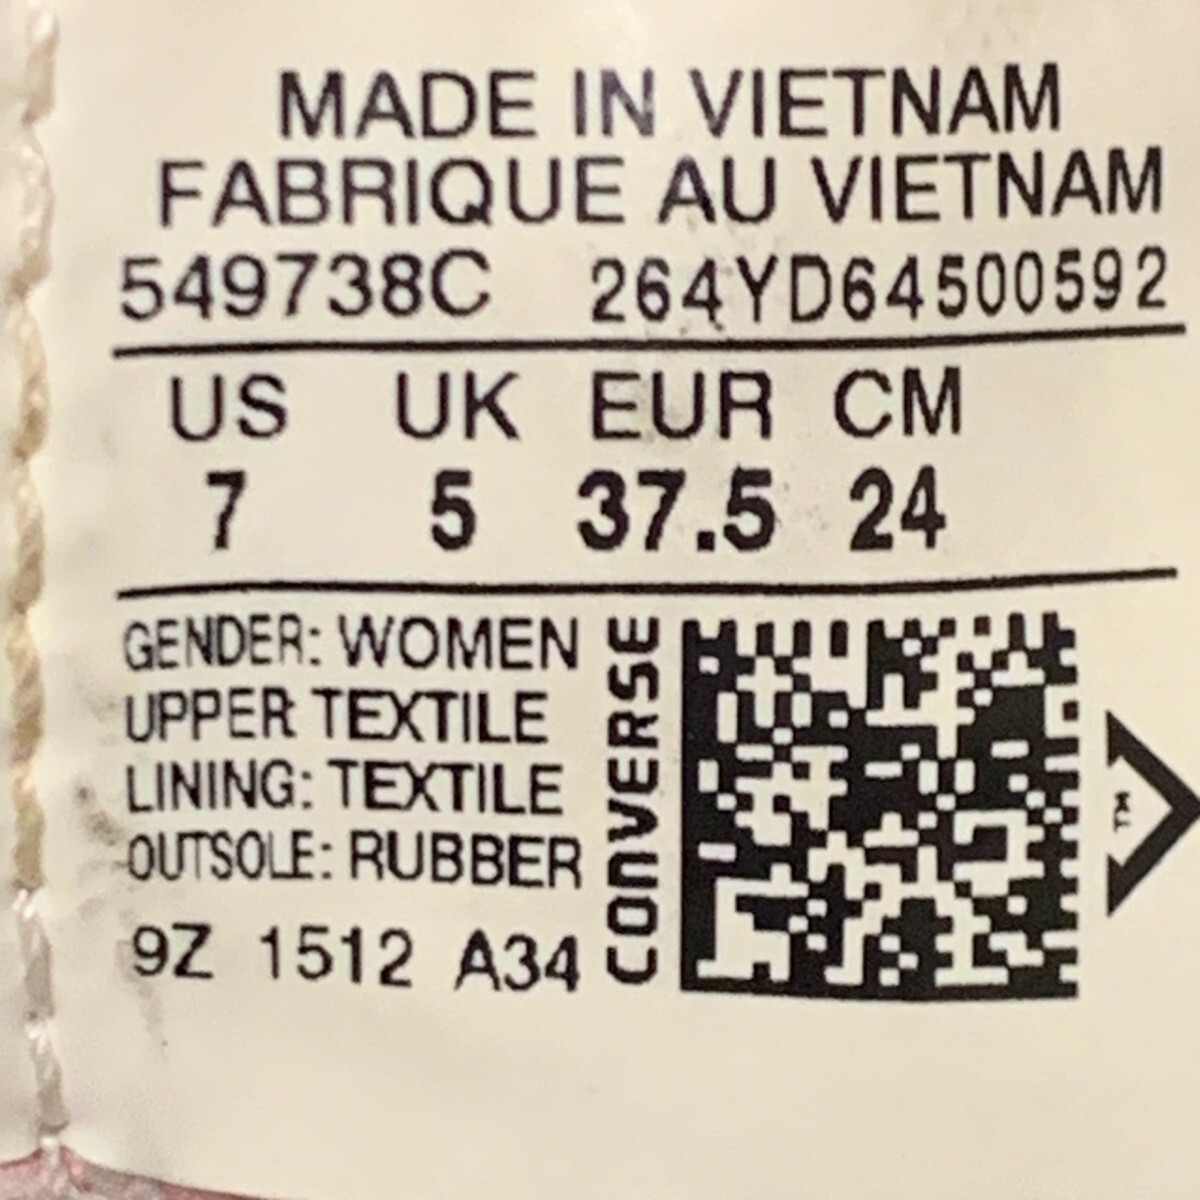 MADE IN VIETNAM
FABRIQUE AU VIETNAM
549738C 264YD64500592
US UK EUR CM
7 5 37.5 24
GENDER: WOMEN
UPPER TEXTILE
LINING: TEXTILE
OUTSOLE: RUBBER
9Z 1512 A34
CONVERSE